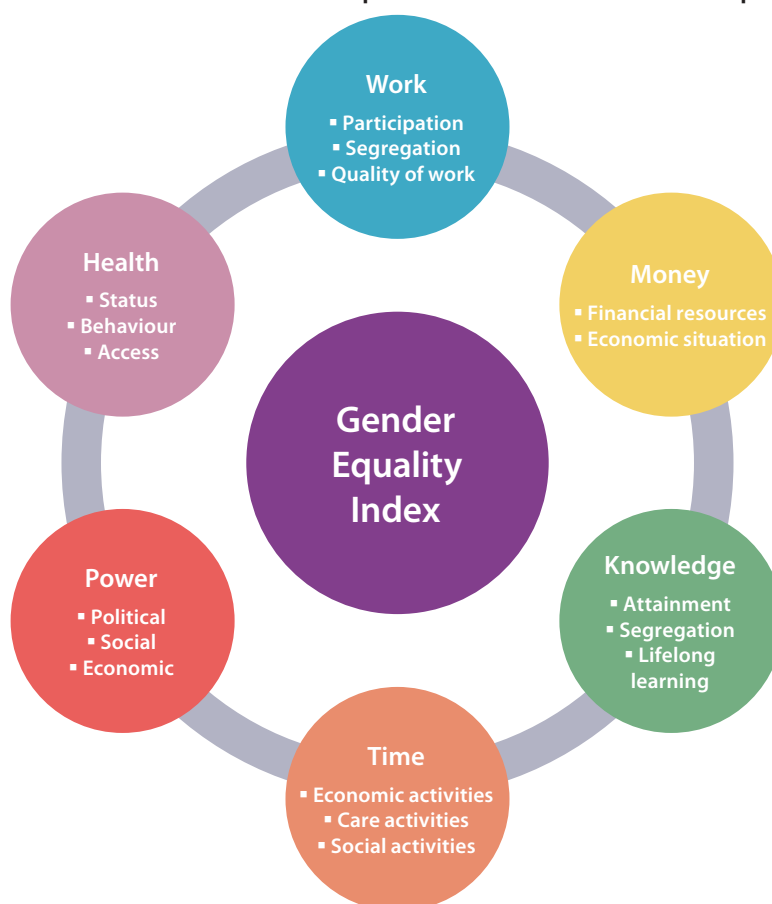 Work
▪ Participation
▪ Segregation
▪ Quality of work
Money
▪ Financial resources
▪ Economic situation
Knowledge
▪ Attainment
▪ Segregation
▪ Lifelong
learning
Time
▪ Economic activities
▪ Care activities
▪ Social activities
Power
▪ Political
▪ Social
▪ Economic
Health
▪ Status
▪ Behaviour
▪ Access
Gender
Equality
Index